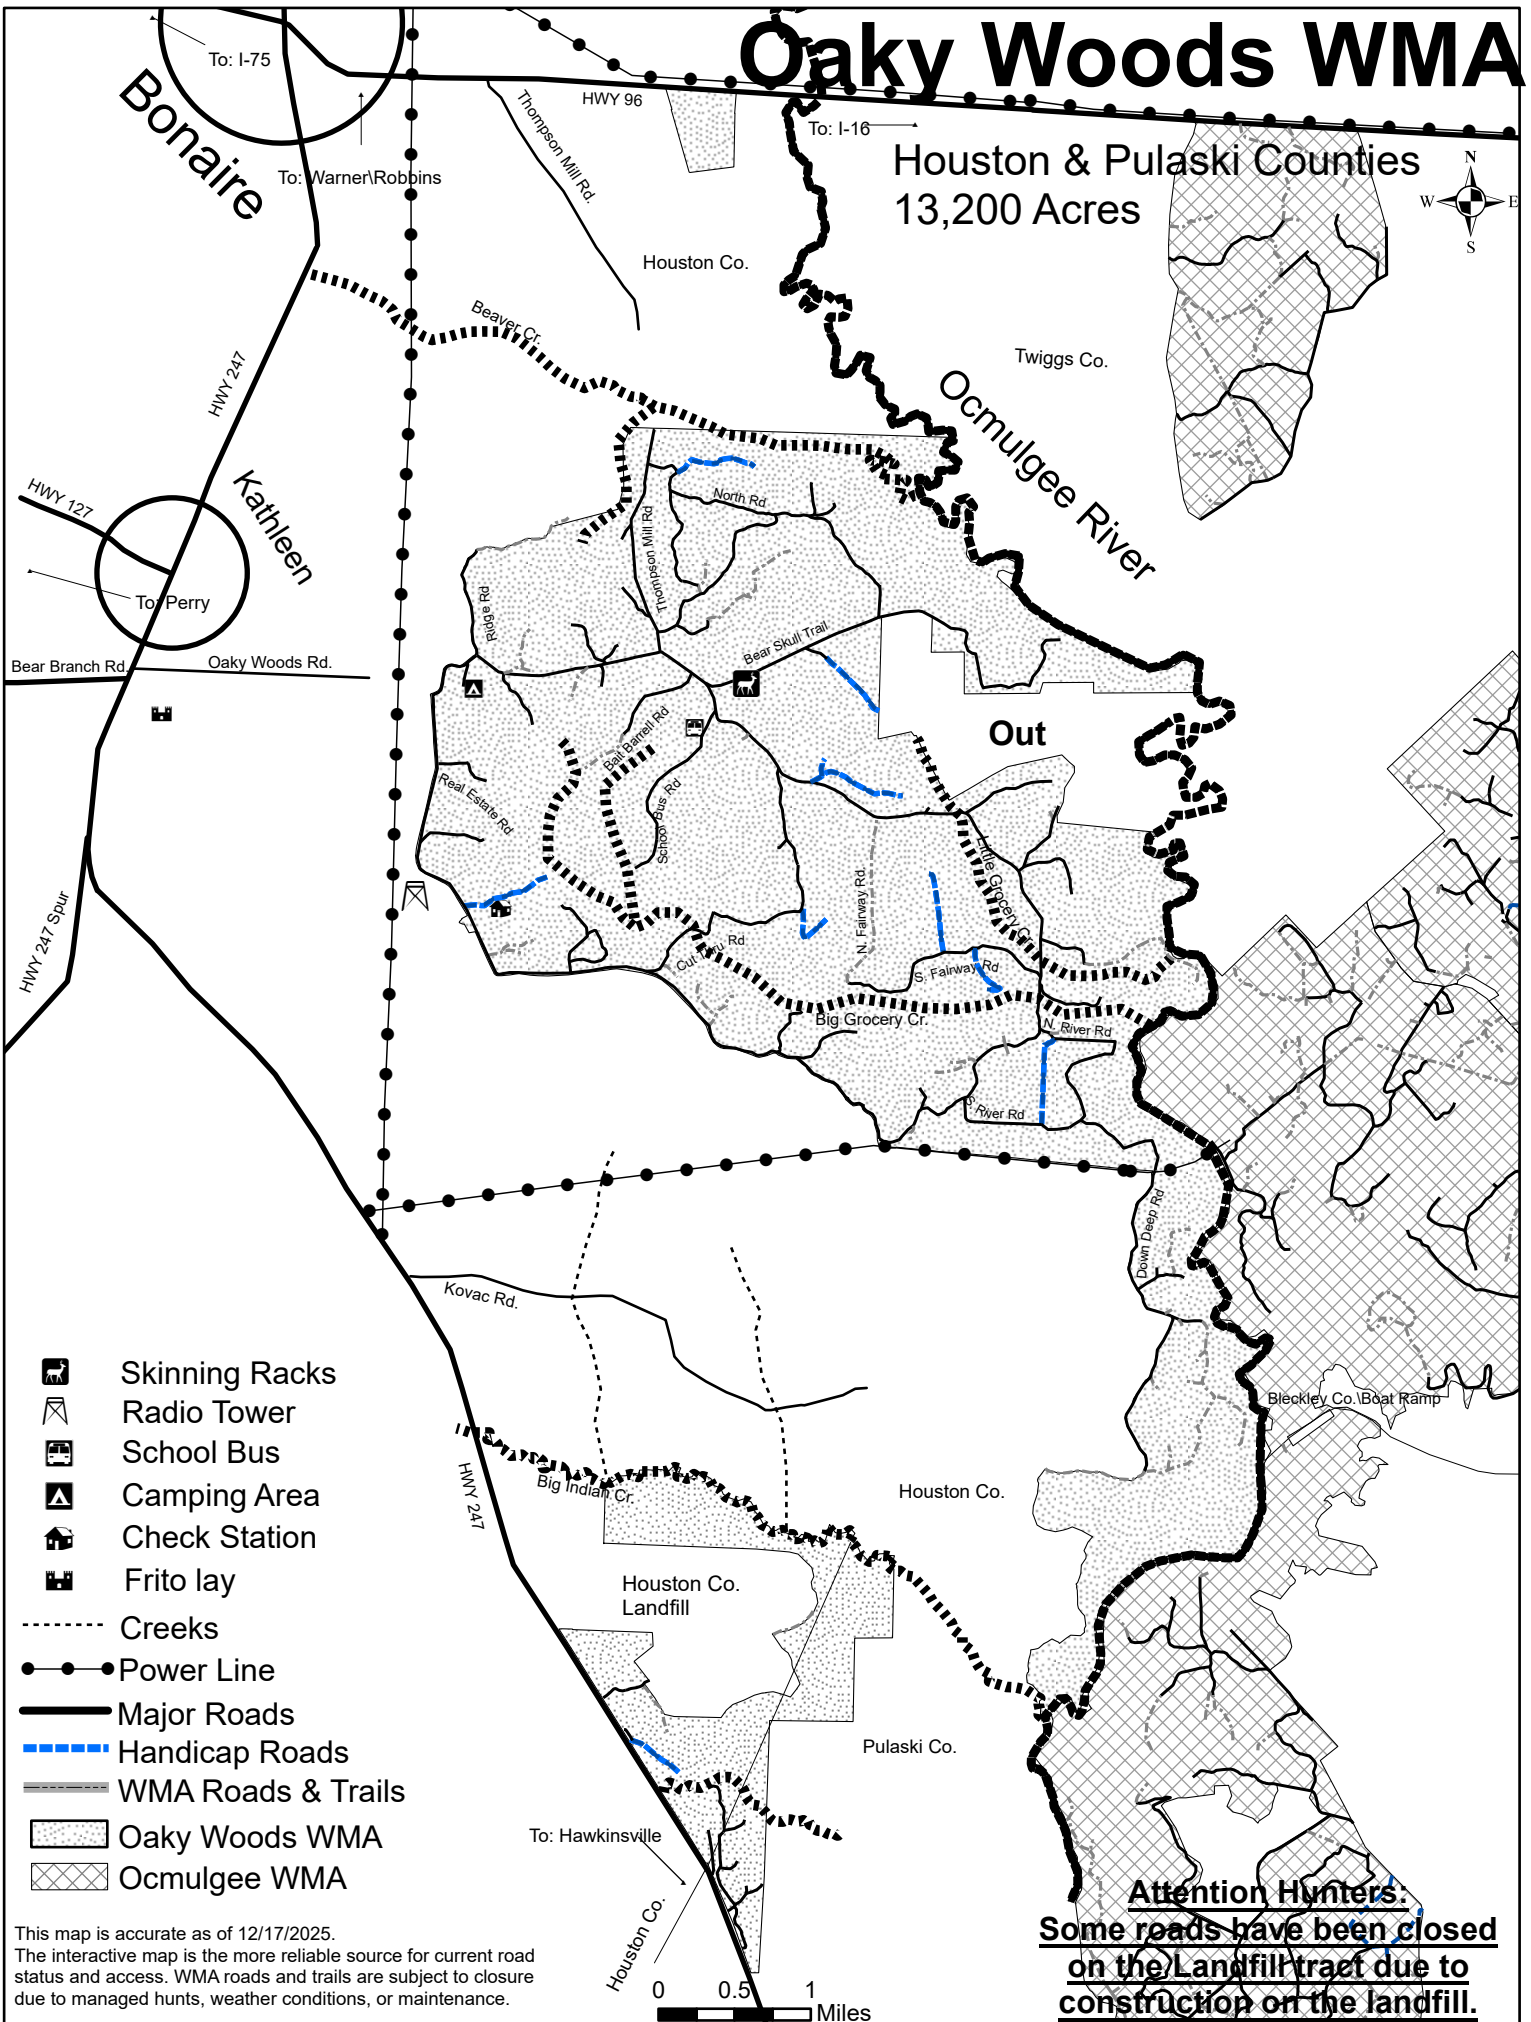 Oaky Woods WMA
Houston & Pulaski Counties
13,200 Acres
N
W
E
S
To: I-75
Bonaire
To: Warner\Robbins
HWY 96
Thompson Mill Rd.
To: I-16
Houston Co.
Twiggs Co.
Beaver Cr.
HWY 247
Ocmulgee River
HWY 127
Kathleen
To: Perry
Bear Branch Rd.
Oaky Woods Rd.
North Rd
Thompson Mill Rd
Ridge Rd
Bear Skull Trail
Bait Barrell Rd
Out
Real Estate Rd
School Bus Rd
Little Grocery Cr.
N. Fairway Rd.
HWY 247 Spur
Cut Thru Rd
S. Fairway Rd
Big Grocery Cr.
N. River Rd
S. River Rd
Down Deep Rd
Kovac Rd.
Bleckley Co.\Boat Ramp
HWY 247
Big Indian Cr.
Houston Co.
Houston Co.
Landfill
Pulaski Co.
To: Hawkinsville
Houston Co.
Skinning Racks
Radio Tower
School Bus
Camping Area
Check Station
Frito lay
Creeks
Power Line
Major Roads
Handicap Roads
WMA Roads & Trails
Oaky Woods WMA
Ocmulgee WMA
This map is accurate as of 12/17/2025.
The interactive map is the more reliable source for current road
status and access. WMA roads and trails are subject to closure
due to managed hunts, weather conditions, or maintenance.
0 0.5 1
Miles
Attention Hunters:
Some roads have been closed
on the Landfill tract due to
construction on the landfill.